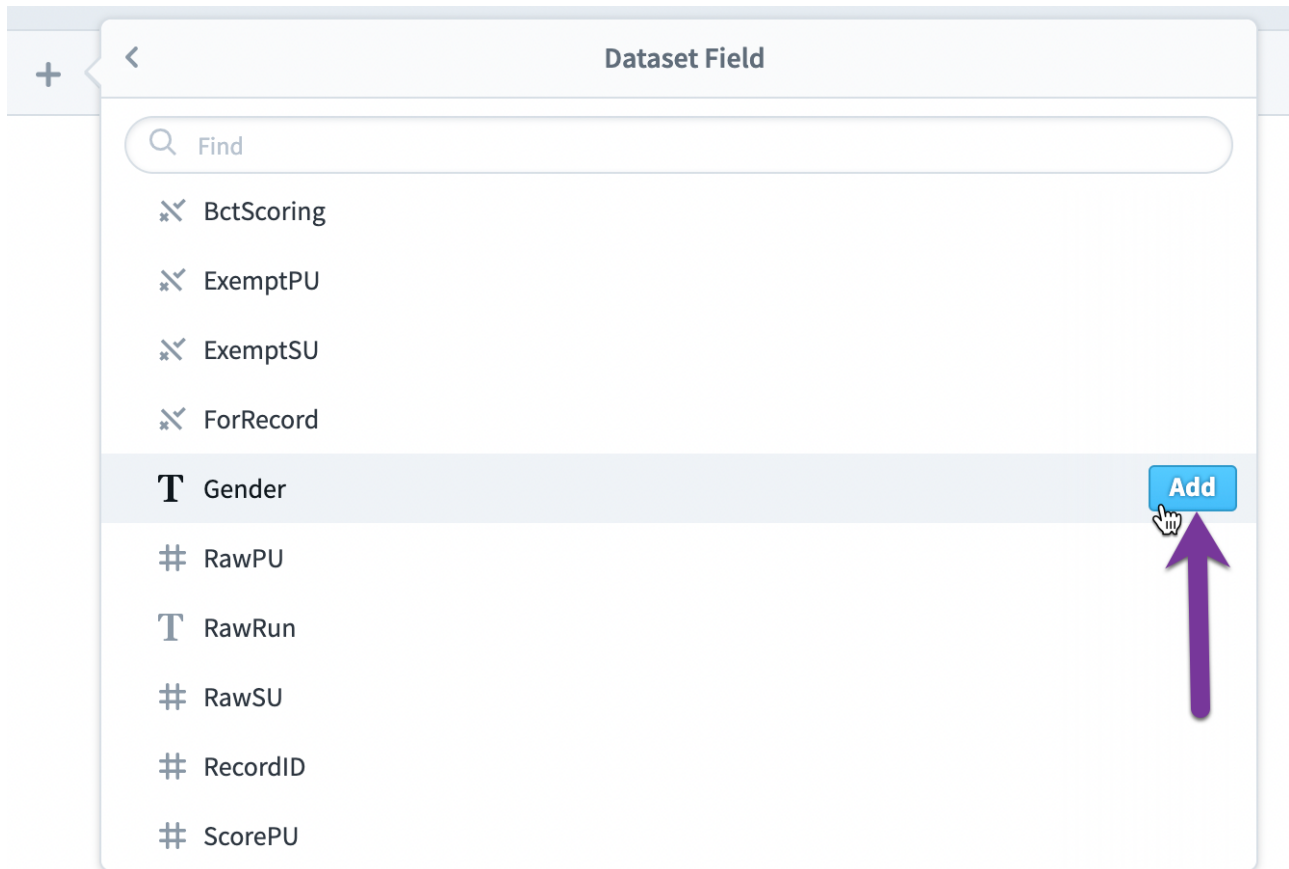 Dataset Field
Find
BctScoring
ExemptPU
ExemptSU
ForRecord
Gender
Add
RawPU
RawRun
RawSU
RecordID
ScorePU